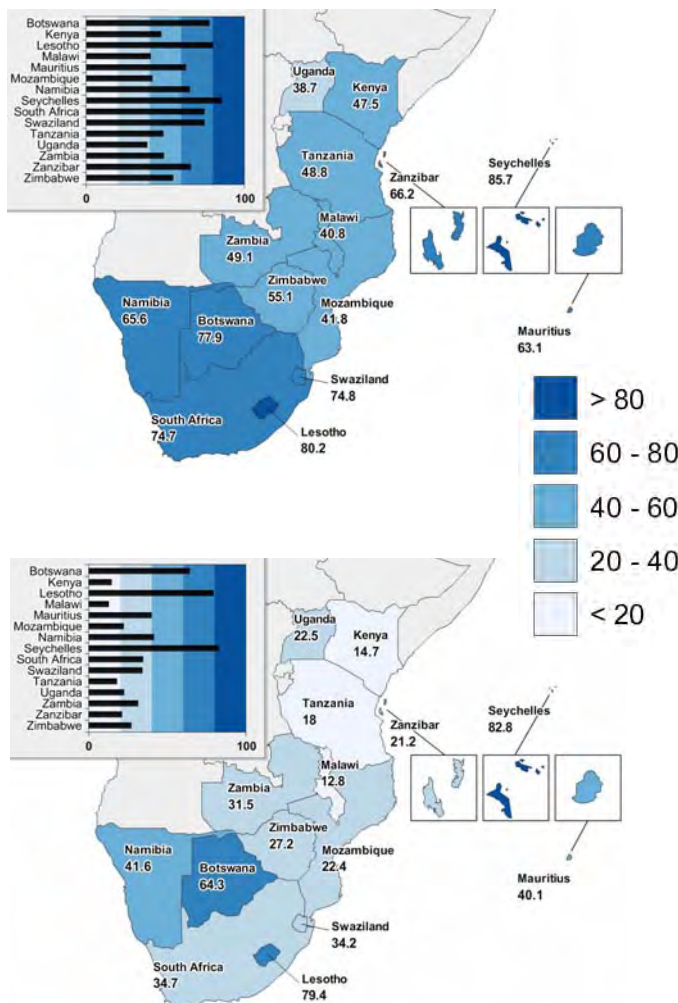 Botswana
Kenya
Lesotho
Malawi
Mauritius
Mozambique
Namibia
Seychelles
South Africa
Swaziland
Tanzania
Uganda
Zambia
Zanzibar
Zimbabwe
0
100
Uganda
38.7
Kenya
47.5
Tanzania
48.8
Zanzibar
66.2
Seychelles
85.7
Malawi
40.8
Zambia
49.1
Zimbabwe
55.1
Mozambique
41.8
Namibia
65.6
Botswana
77.9
Mauritius
63.1
Swaziland
74.8
South Africa
74.7
Lesotho
80.2
> 80
60 - 80
40 - 60
20 - 40
< 20
Botswana
Kenya
Lesotho
Malawi
Mauritius
Mozambique
Namibia
Seychelles
South Africa
Swaziland
Tanzania
Uganda
Zambia
Zanzibar
Zimbabwe
0
100
Uganda
22.5
Kenya
14.7
Tanzania
18
Zanzibar
21.2
Seychelles
82.8
Malawi
12.8
Zambia
31.5
Zimbabwe
27.2
Mozambique
22.4
Namibia
41.6
Botswana
64.3
Mauritius
40.1
Swaziland
34.2
South Africa
34.7
Lesotho
79.4